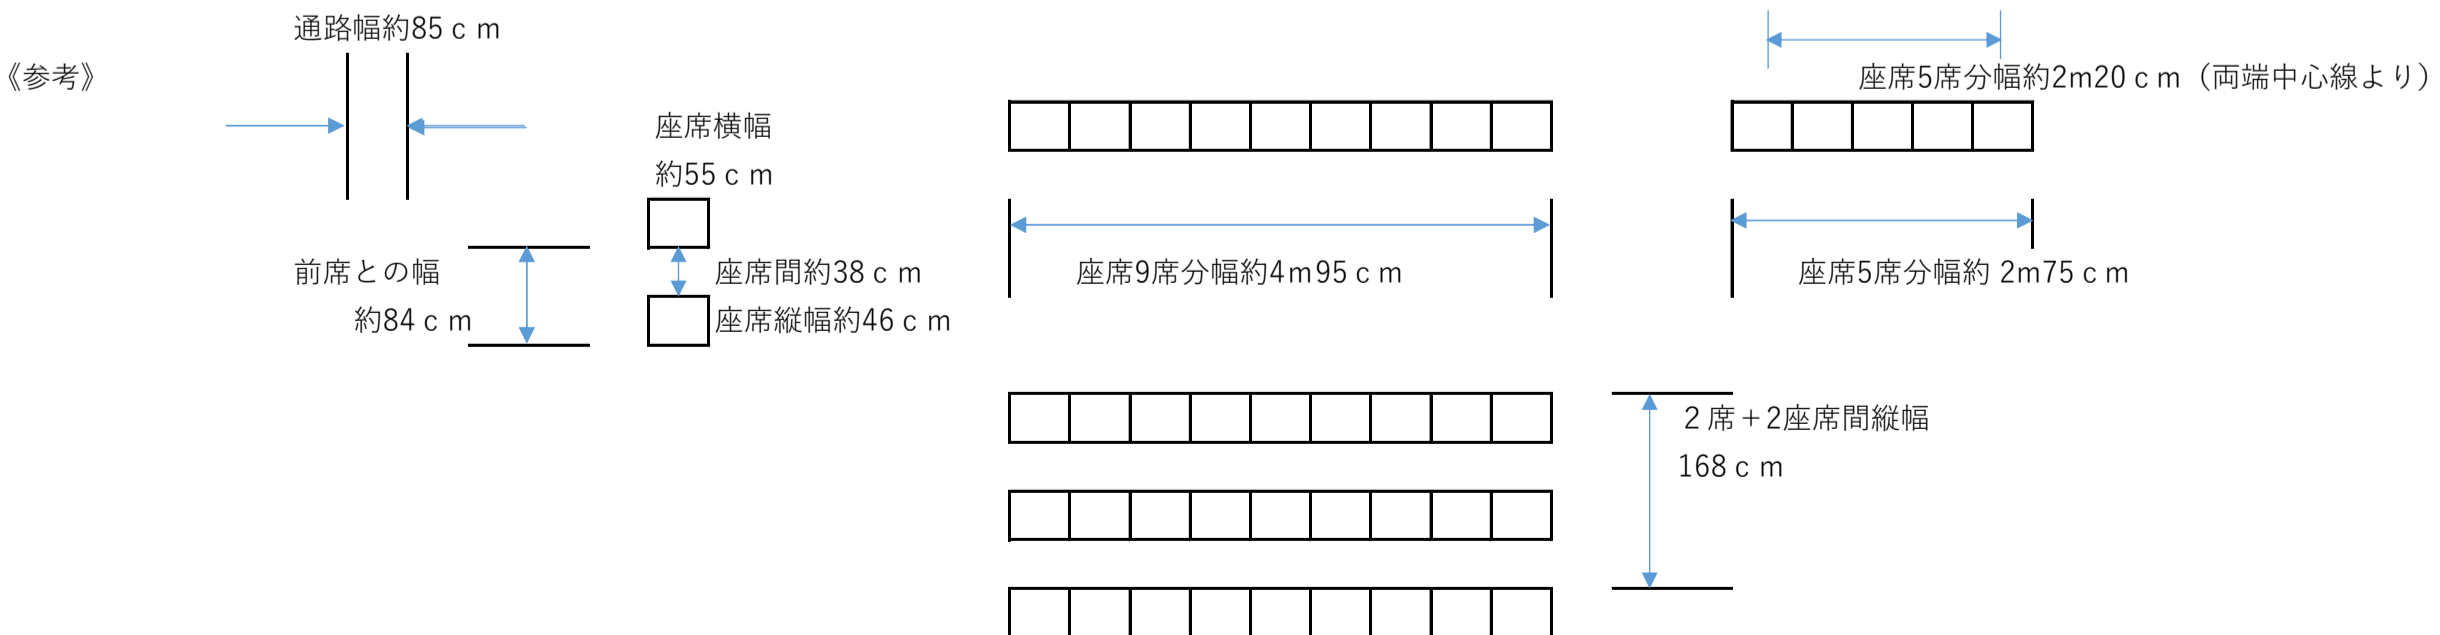 通路幅約85ｃｍ
《参考》
座席5席分幅約2m20ｃｍ（両端中心線より）
座席横幅
約55ｃｍ
前席との幅
約84ｃｍ
座席間約38ｃｍ
座席縦幅約46ｃｍ
座席9席分幅約4ｍ95ｃｍ
座席5席分幅約 2m75ｃｍ
２席＋2座席間縦幅
168ｃｍ